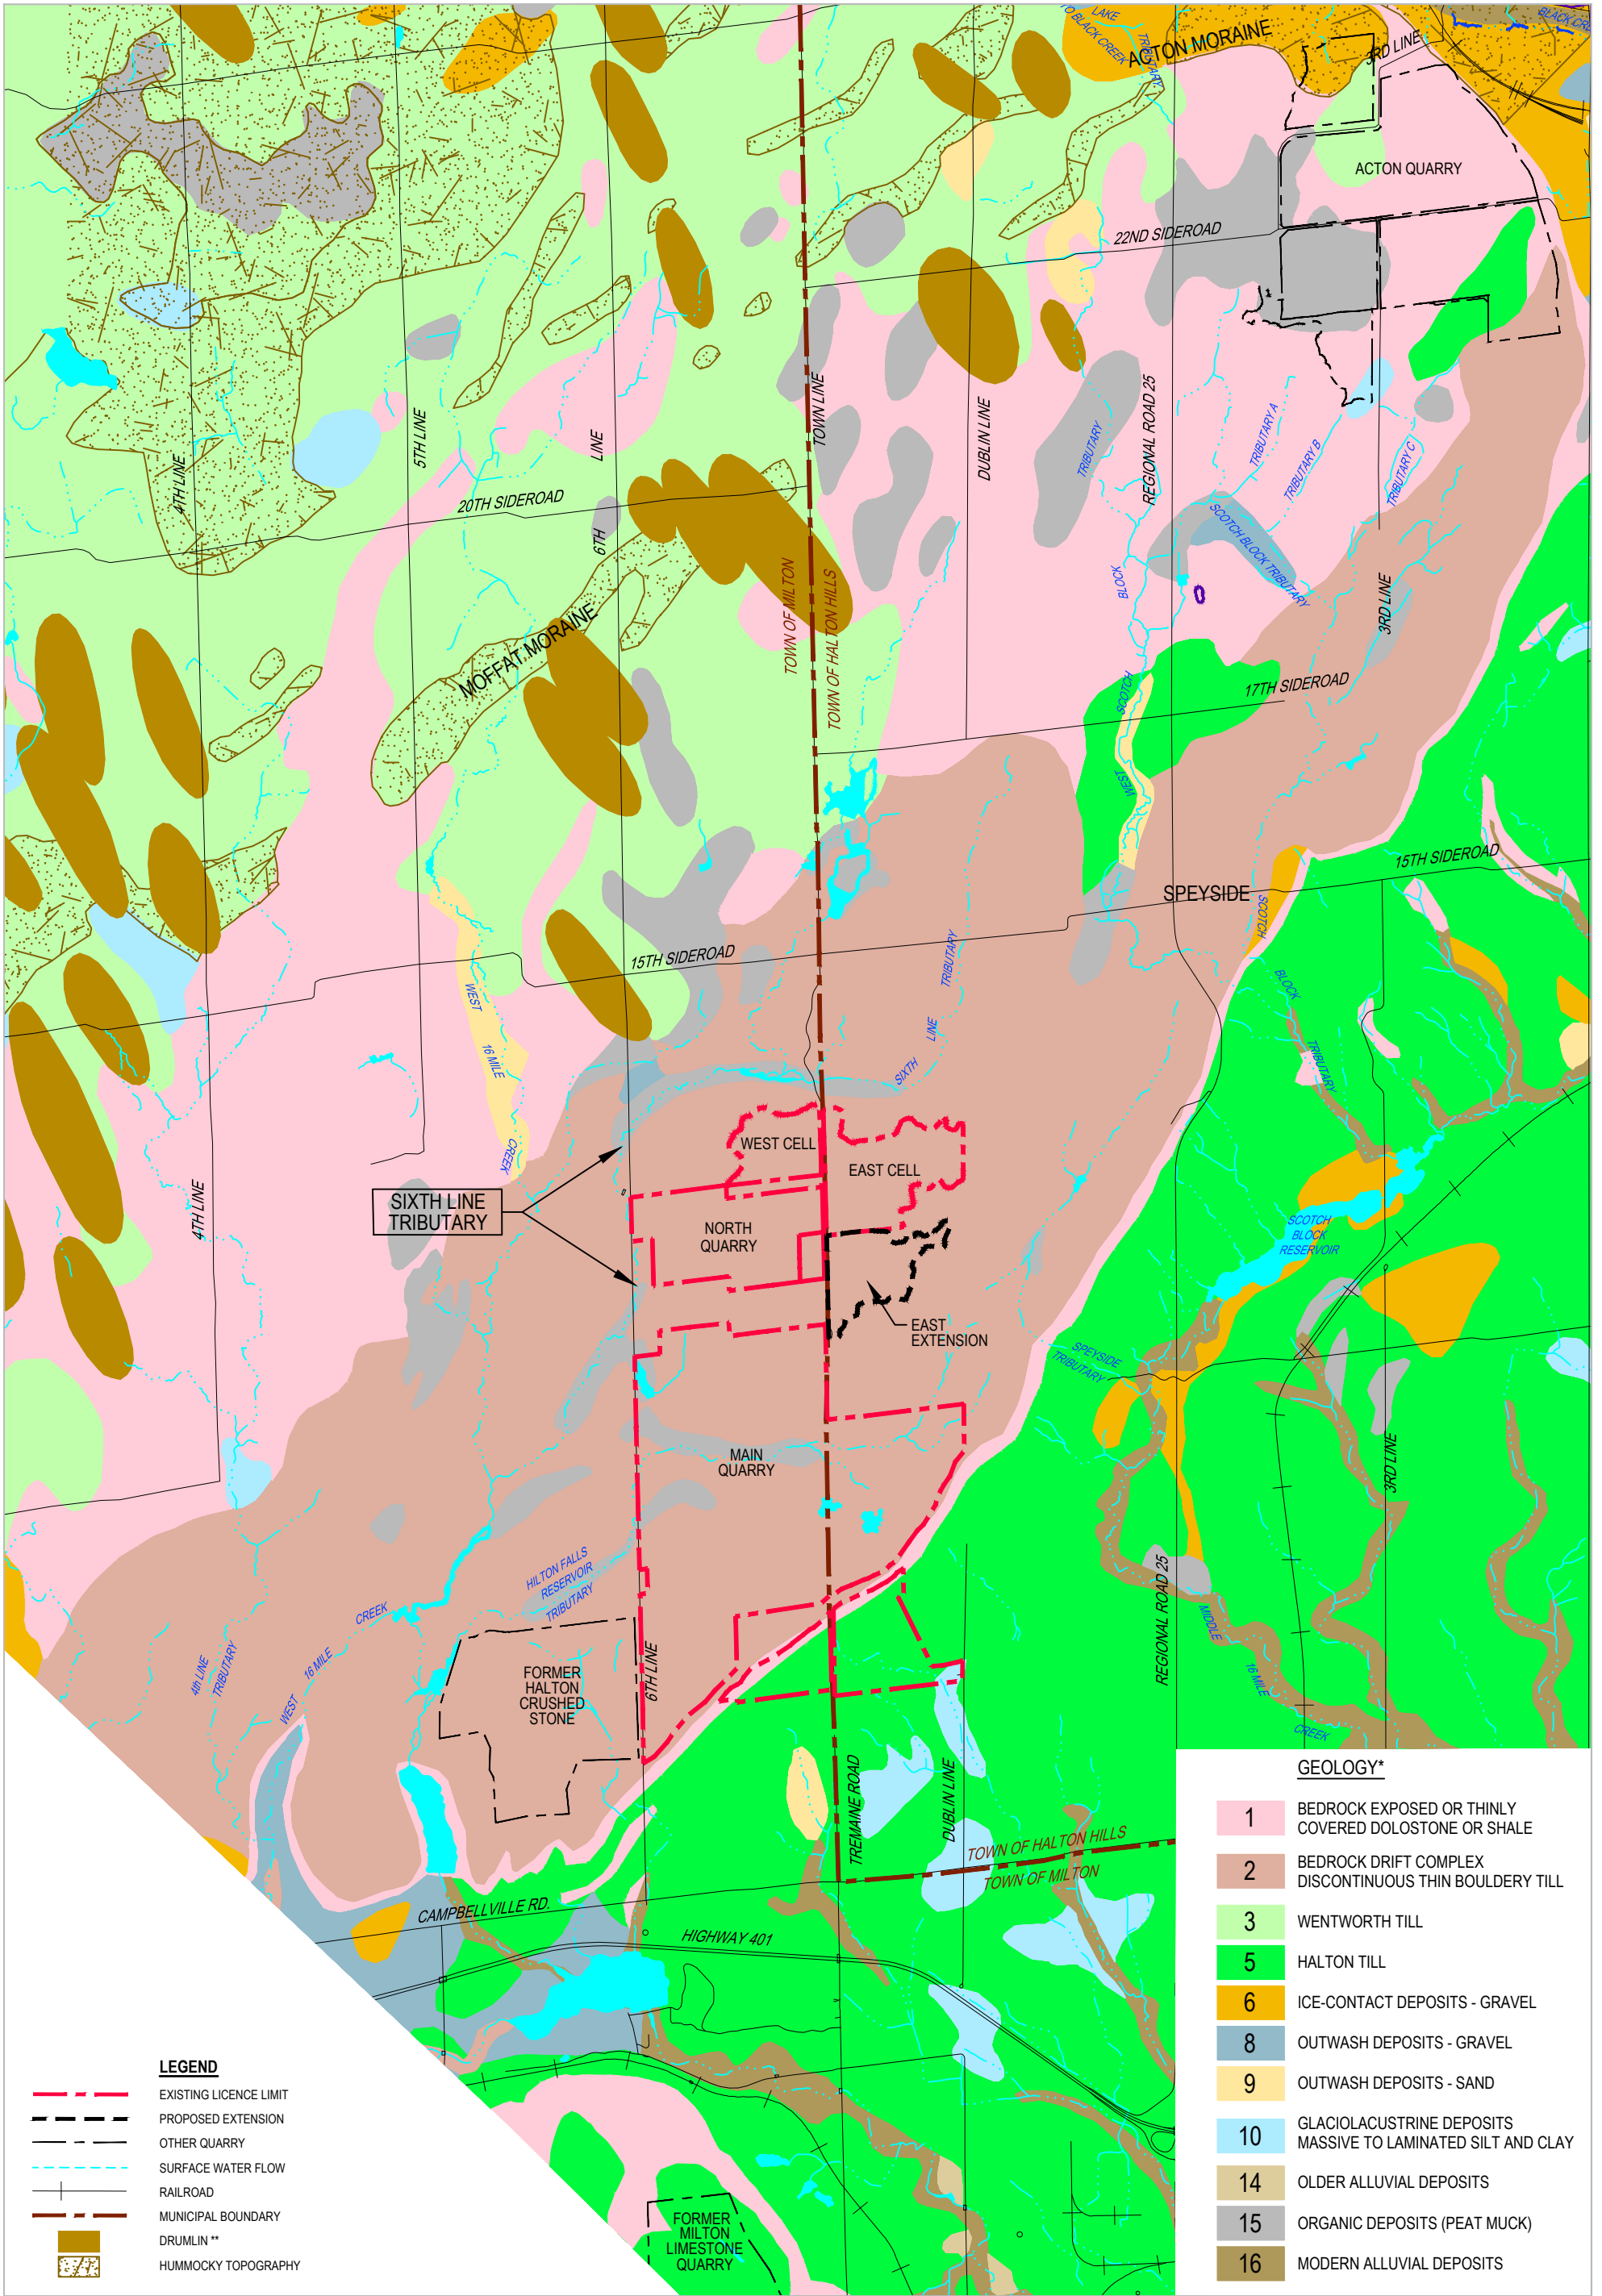 LAKE
TO BLACK CREEK
TRIBUTARY
ACTON MORAINE
3RD LINE
ACTON QUARRY
22ND SIDEROAD
TOWN LINE
DUBLIN LINE
REGIONAL ROAD 25
TRIBUTARY
TRIBUTARY A
TRIBUTARY B
TRIBUTARY C
SCOTCH BLOCK TRIBUTARY
4TH LINE
5TH LINE
6TH
LINE
20TH SIDEROAD
MOFFAT MORAINE
TOWN OF MILTON
TOWN OF HALTON HILLS
BLOCK
SCOTCH
WEST
3RD LINE
17TH SIDEROAD
15TH SIDEROAD
SPEYSIDE
SCOTCH
BLOCK
TRIBUTARY
15TH SIDEROAD
WEST
16 MILE
CREEK
SIXTH
LINE
TRIBUTARY
WEST CELL
EAST CELL
SIXTH LINE
TRIBUTARY
NORTH
QUARRY
4TH LINE
SCOTCH
BLOCK
RESERVOIR
EAST
EXTENSION
SPEYSIDE
TRIBUTARY
MAIN
QUARRY
3RD LINE
HILTON FALLS
RESERVOIR
TRIBUTARY
CREEK
16 MILE
WEST
4th LINE
TRIBUTARY
FORMER
HALTON
CRUSHED
STONE
6TH LINE
REGIONAL ROAD 25
MIDDLE
16 MILE
CREEK
TREMAINE ROAD
DUBLIN LINE
TOWN OF HALTON HILLS
TOWN OF MILTON
CAMPBELLVILLE RD.
HIGHWAY 401
FORMER
MILTON
LIMESTONE
QUARRY
LEGEND
EXISTING LICENCE LIMIT
PROPOSED EXTENSION
OTHER QUARRY
SURFACE WATER FLOW
RAILROAD
MUNICIPAL BOUNDARY
DRUMLIN **
HUMMOCKY TOPOGRAPHY
GEOLOGY*
1 BEDROCK EXPOSED OR THINLY
COVERED DOLOSTONE OR SHALE
2 BEDROCK DRIFT COMPLEX
DISCONTINUOUS THIN BOULDERY TILL
3 WENTWORTH TILL
5 HALTON TILL
6 ICE-CONTACT DEPOSITS - GRAVEL
8 OUTWASH DEPOSITS - GRAVEL
9 OUTWASH DEPOSITS - SAND
10 GLACIOLACUSTRINE DEPOSITS
MASSIVE TO LAMINATED SILT AND CLAY
14 OLDER ALLUVIAL DEPOSITS
15 ORGANIC DEPOSITS (PEAT MUCK)
16 MODERN ALLUVIAL DEPOSITS